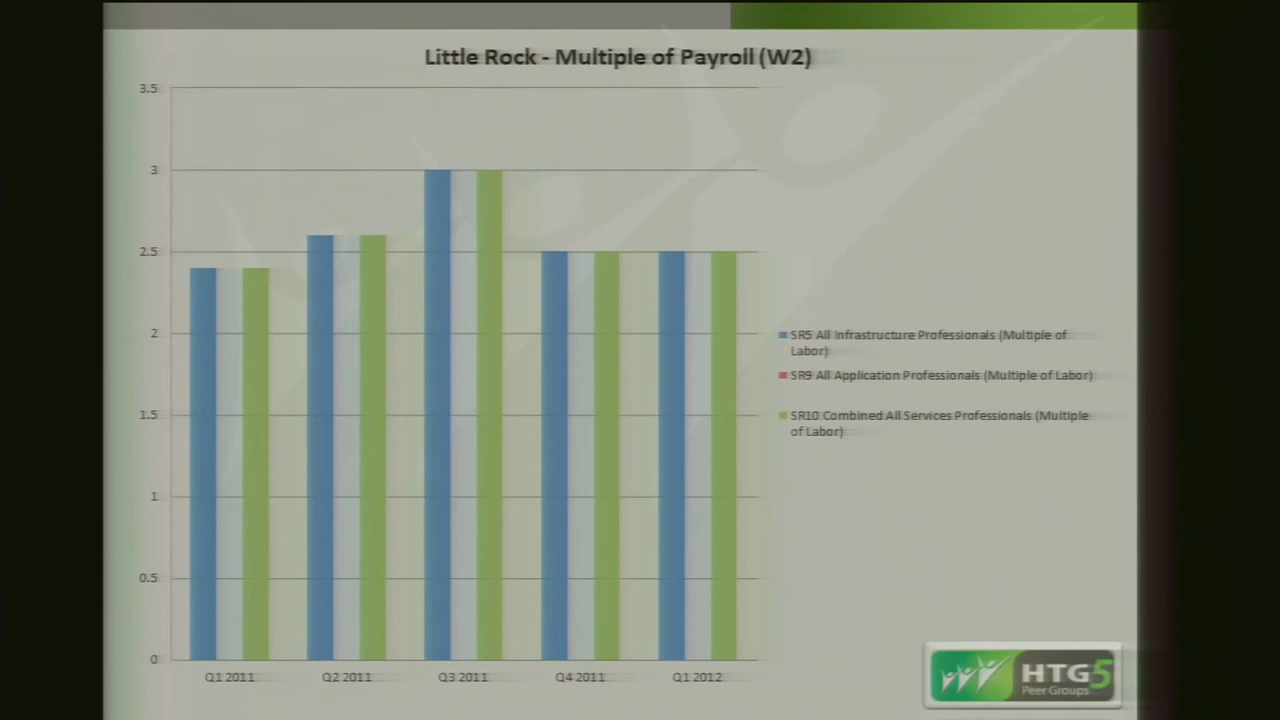 Little Rock - Multiple of Payroll (W2)
3.5
3
2.5
2
1.5
1
0.5
0
Q1 2011
Q2 2011
Q3 2011
Q4 2011
Q1 2012
SR5 All Infrastructure Professionals (Multiple of
Labor)
SR9 All Application Professionals (Multiple of Labor)
SR10 Combined All Services Professionals (Multiple
of Labor)
HTG5
Peer Groups